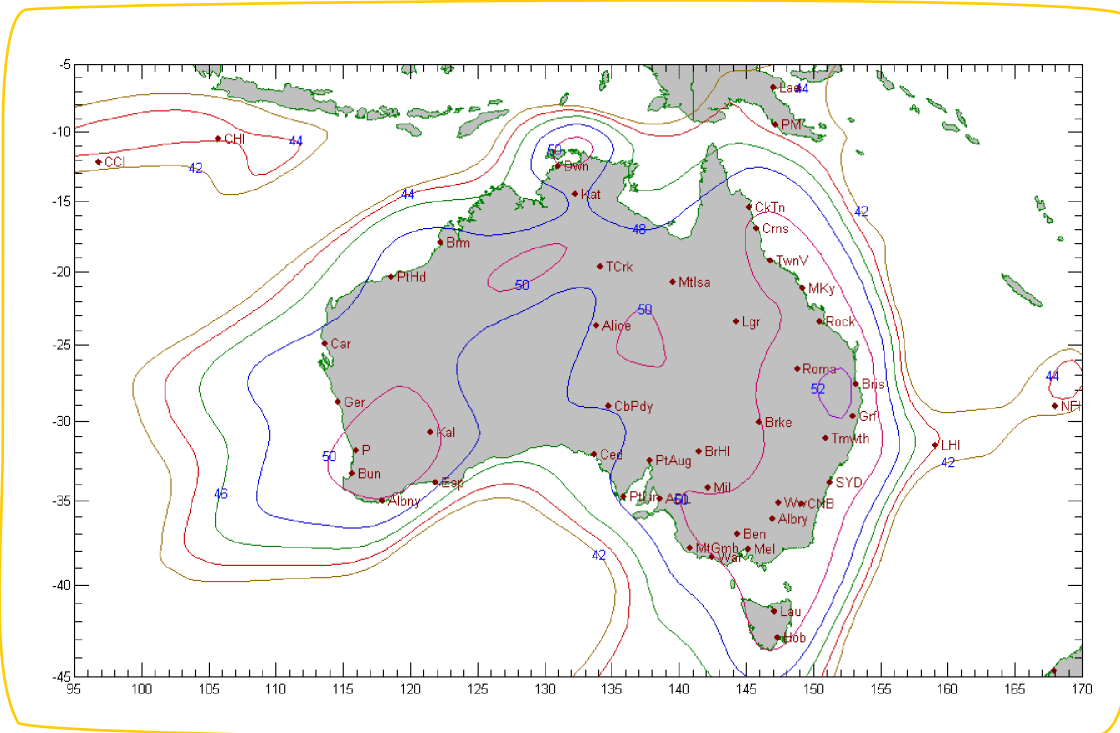 -5
Lae
44
PM
-10
CHI
44
50
CCI
42
Dwn
44
Kat
-15
CkTn
42
Crns
48
Brm
TCrk
TwnV
-20
PtHd
50
MtIsa
MKy
50
Alice
Lgr
Rock
-25
Car
Roma
44
52
Bris
Ger
CbPdy
NFI
Grf
-30
Kal
Brke
Tmwth
P
BrHl
LHI
50
Ced
PtAug
42
Bun
Esp
Mil
SYD
46
Albny
50
CNB
-35
Albry
Ben
42
MtGmb
Mel
War
-40
Lau
Hob
-45
95 100 105 110 115 120 125 130 135 140 145 150 155 160 165 170